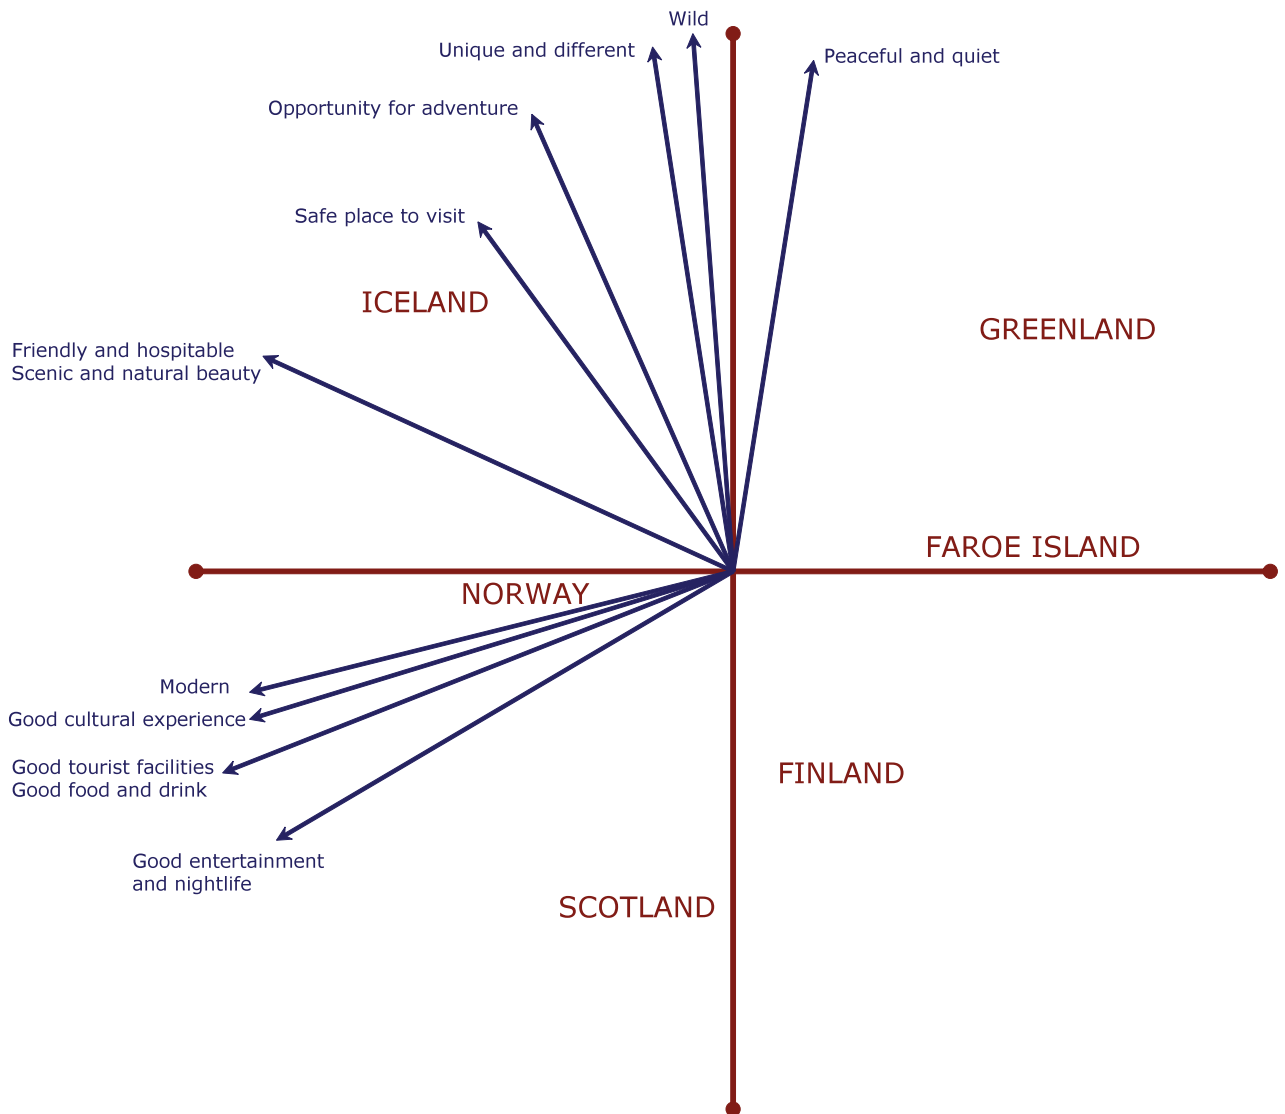 Wild
Unique and different
Peaceful and quiet
Opportunity for adventure
Safe place to visit
ICELAND
GREENLAND
Friendly and hospitable
Scenic and natural beauty
FAROE ISLAND
NORWAY
Modern
Good cultural experience
Good tourist facilities
Good food and drink
FINLAND
Good entertainment
and nightlife
SCOTLAND